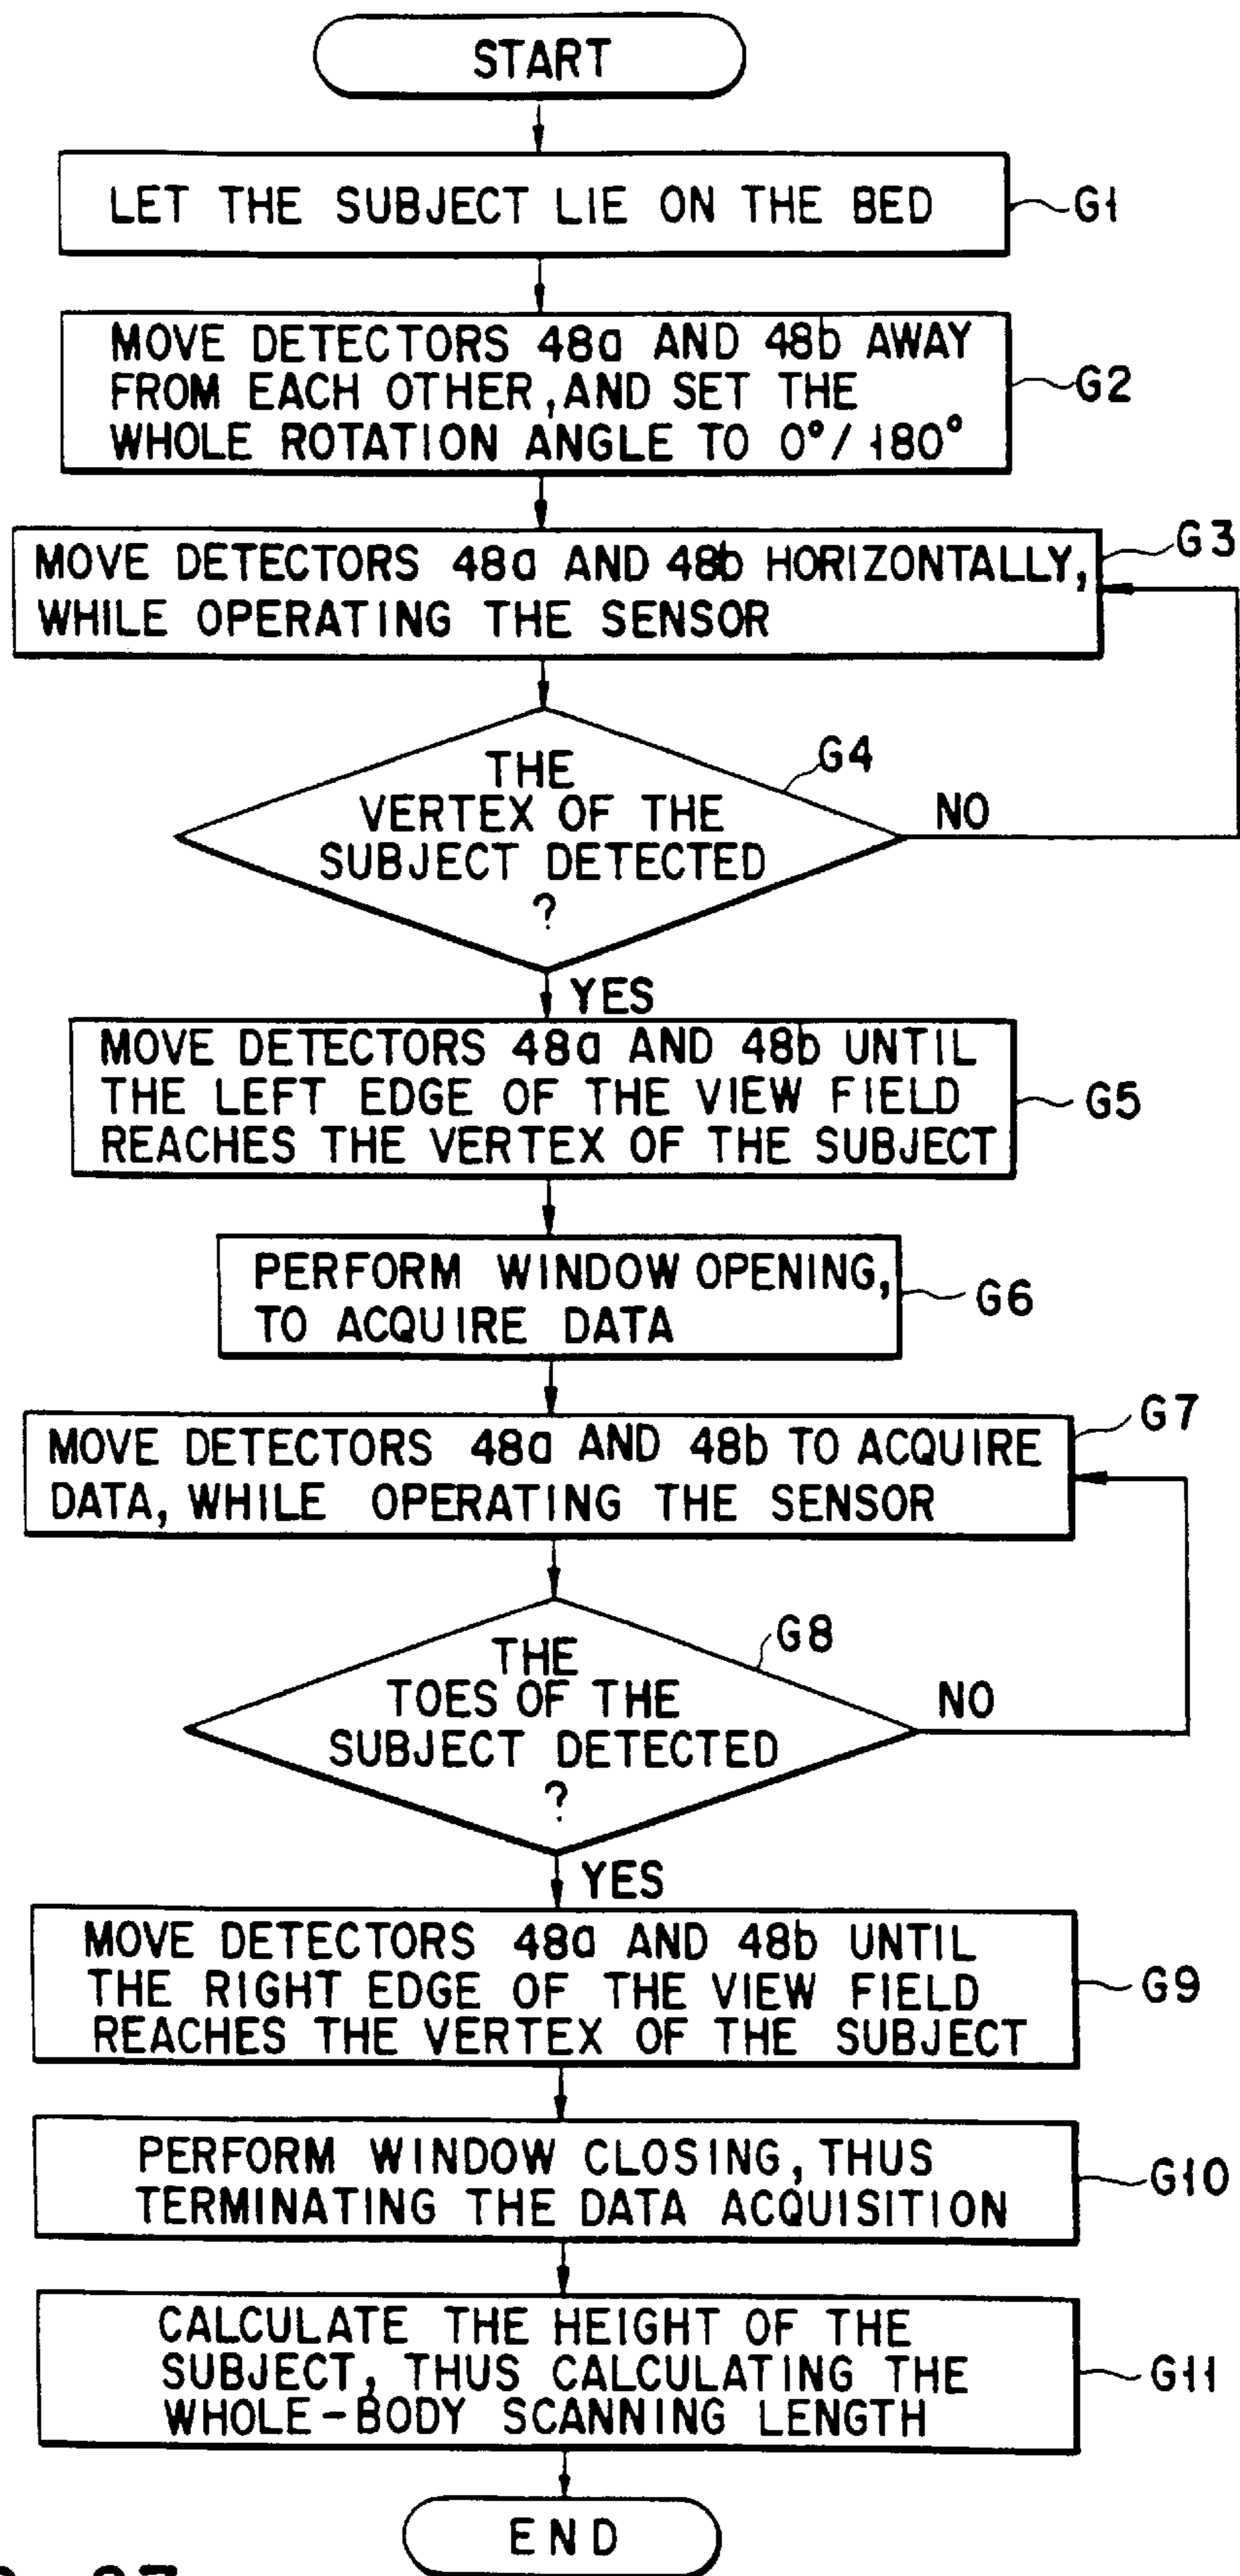 START
LET THE SUBJECT LIE ON THE BED
G1
MOVE DETECTORS 48a AND 48b AWAY
FROM EACH OTHER, AND SET THE
WHOLE ROTATION ANGLE TO 0°/180°
G2
MOVE DETECTORS 48a AND 48b HORIZONTALLY,
WHILE OPERATING THE SENSOR
G3
THE
VERTEX OF THE
SUBJECT DETECTED
?
G4
NO
YES
MOVE DETECTORS 48a AND 48b UNTIL
THE LEFT EDGE OF THE VIEW FIELD
REACHES THE VERTEX OF THE SUBJECT
G5
PERFORM WINDOW OPENING,
TO ACQUIRE DATA
G6
MOVE DETECTORS 48a AND 48b TO ACQUIRE
DATA, WHILE OPERATING THE SENSOR
G7
THE
TOES OF THE
SUBJECT DETECTED
?
G8
NO
YES
MOVE DETECTORS 48a AND 48b UNTIL
THE RIGHT EDGE OF THE VIEW FIELD
REACHES THE VERTEX OF THE SUBJECT
G9
PERFORM WINDOW CLOSING, THUS
TERMINATING THE DATA ACQUISITION
G10
CALCULATE THE HEIGHT OF THE
SUBJECT, THUS CALCULATING THE
WHOLE-BODY SCANNING LENGTH
G11
END